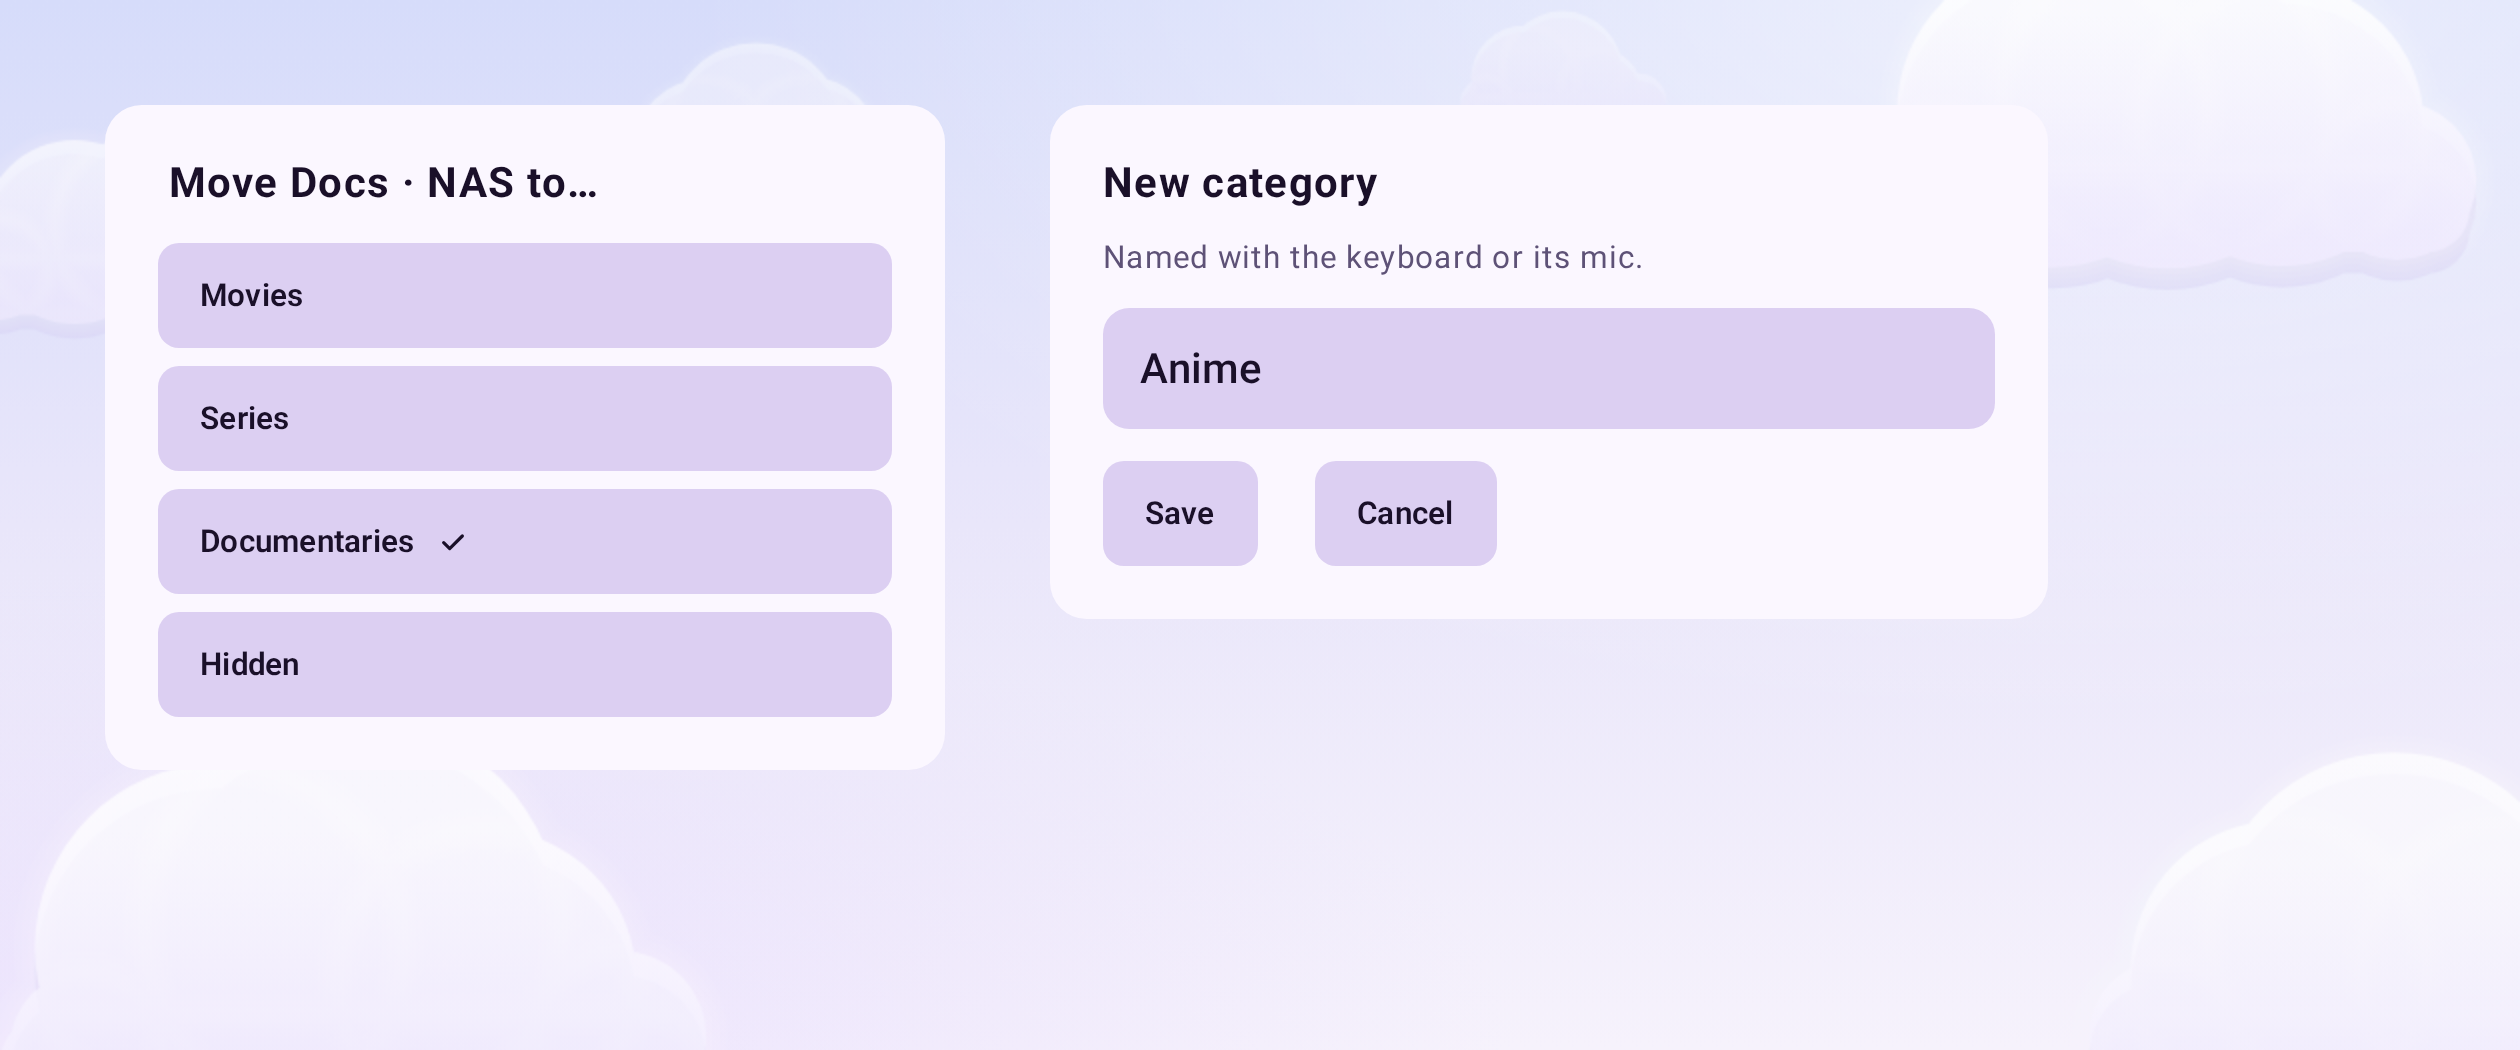 Move Docs · NAS to…
Movies
Series
Documentaries ✓
Hidden
New category
Named with the keyboard or its mic.
Anime
Save
Cancel